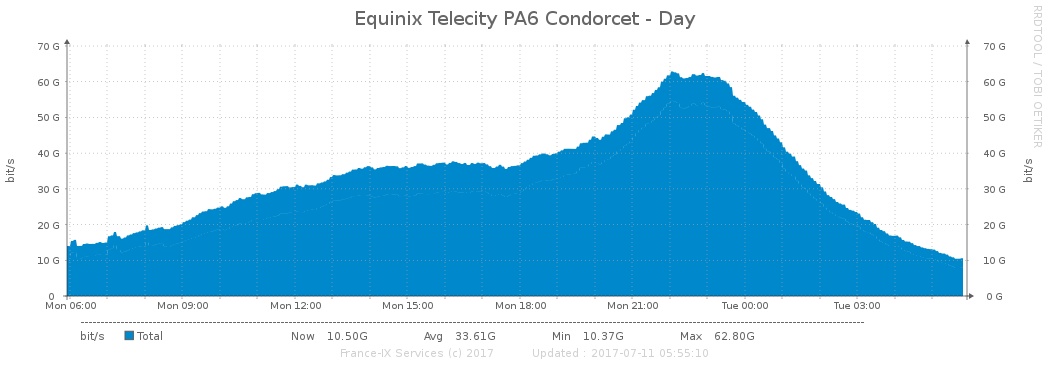 Equinix Telecity PA6 Condorcet - Day
RRDTOOL / TOBI OETIKER
bit/s
70 G
60 G
50 G
40 G
30 G
20 G
10 G
0
70 G
60 G
50 G
40 G
30 G
20 G
10 G
0 G
bit/s
Mon 06:00 Mon 09:00 Mon 12:00 Mon 15:00 Mon 18:00 Mon 21:00 Tue 00:00 Tue 03:00
bit/s Total Now 10.50G Avg 33.61G Min 10.37G Max 62.80G
France-IX Services (c) 2017 Updated : 2017-07-11 05:55:10